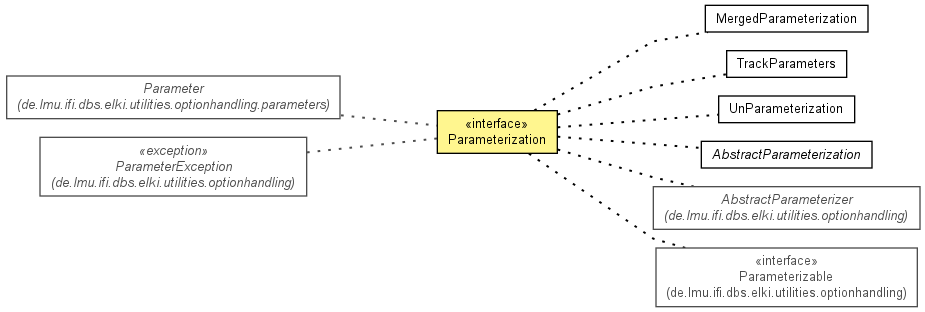 MergedParameterization
TrackParameters
Parameter
(de.lmu.ifi.dbs.elki.utilities.optionhandling.parameters)
UnParameterization
«interface»
Parameterization
«exception»
ParameterException
(de.lmu.ifi.dbs.elki.utilities.optionhandling)
AbstractParameterization
AbstractParameterizer
(de.lmu.ifi.dbs.elki.utilities.optionhandling)
«interface»
Parameterizable
(de.lmu.ifi.dbs.elki.utilities.optionhandling)